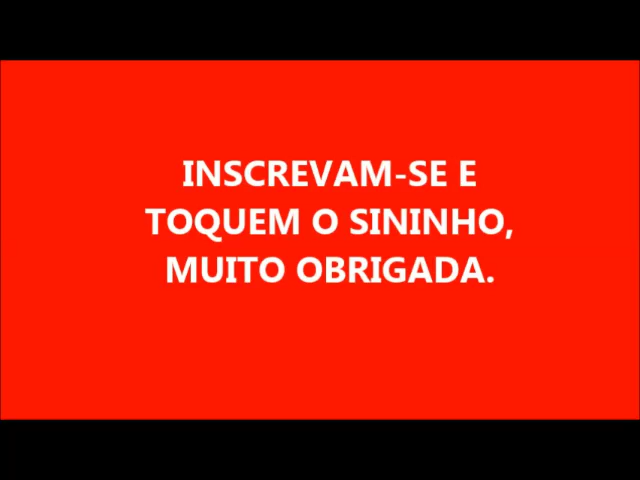 INSCREVAM-SE E
TOQUEM O SININHO,
MUITO OBRIGADA.